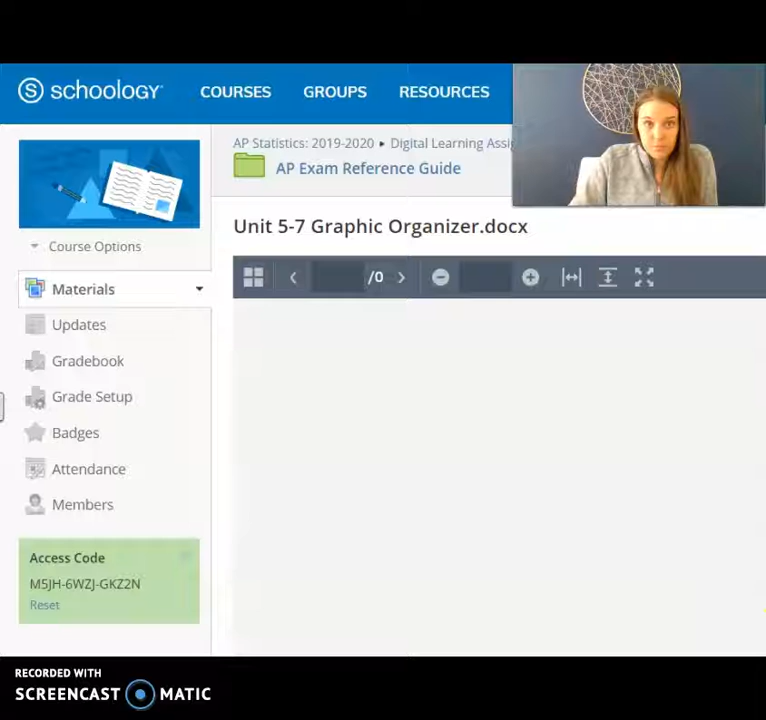 schoology COURSES GROUPS RESOURCES
AP Statistics: 2019-2020 ▸ Digital Learning Assig
AP Exam Reference Guide
Unit 5-7 Graphic Organizer.docx
/0
Course Options
Materials
Updates
Gradebook
Grade Setup
Badges
Attendance
Members
Access Code
M5JH-6WZJ-GKZ2N
Reset
RECORDED WITH
SCREENCAST MATIC